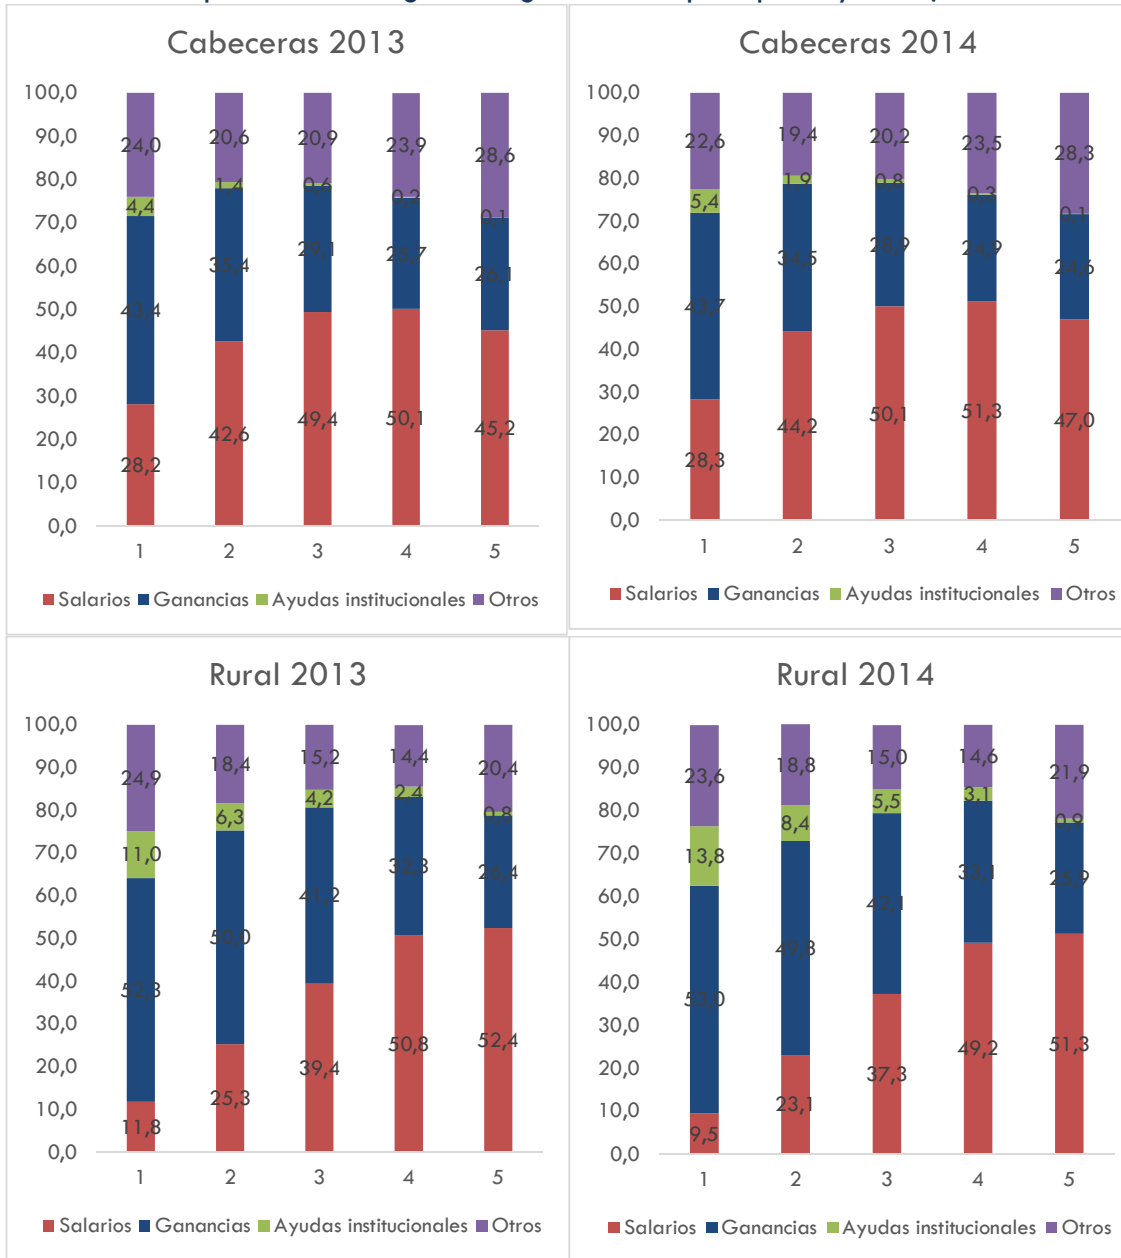 Cabeceras 2013
100,0
90,0
80,0
70,0
60,0
50,0
40,0
30,0
20,0
10,0
0,0
24,0 20,6 20,9 23,9 28,6
4,4 1,4 0,6 0,2 0,1
43,4 35,4 29,1 25,7 26,1
28,2 42,6 49,4 50,1 45,2
1 2 3 4 5
Salarios Ganancias Ayudas institucionales Otros
Cabeceras 2014
100,0
90,0
80,0
70,0
60,0
50,0
40,0
30,0
20,0
10,0
0,0
22,6 19,4 20,2 23,5 28,3
5,4 1,9 0,8 0,3 0,1
43,7 34,5 28,9 24,9 24,6
28,3 44,2 50,1 51,3 47,0
1 2 3 4 5
Salarios Ganancias Ayudas institucionales Otros
Rural 2013
100,0
90,0
80,0
70,0
60,0
50,0
40,0
30,0
20,0
10,0
0,0
24,9 18,4 15,2 14,4 20,4
11,0 6,3 4,2 2,4 0,8
52,3 50,0 41,2 32,3 26,4
11,8 25,3 39,4 50,8 52,4
1 2 3 4 5
Salarios Ganancias Ayudas institucionales Otros
Rural 2014
100,0
90,0
80,0
70,0
60,0
50,0
40,0
30,0
20,0
10,0
0,0
23,6 18,8 15,0 14,6 21,9
13,8 8,4 5,5 3,1 0,9
53,0 49,8 42,1 33,1 25,9
9,5 23,1 37,3 49,2 51,3
1 2 3 4 5
Salarios Ganancias Ayudas institucionales Otros